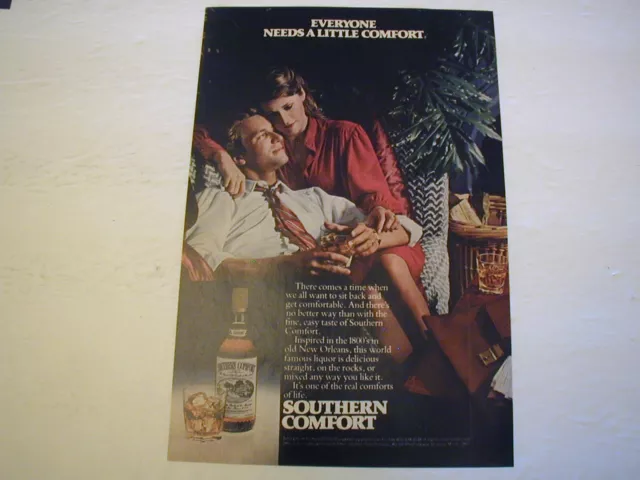 EVERYONE
NEEDS A LITTLE COMFORT.
There comes a time when
we all want to sit back and
get comfortable. And there's
no better way than with the
fine, easy taste of Southern
Comfort.
Inspired in the 1800's in
old New Orleans, this world
famous liquor is delicious
straight, on the rocks, or
mixed any way you like it.
It's one of the real comforts
of life.
SOUTHERN COMFORT
SOUTHERN
COMFORT